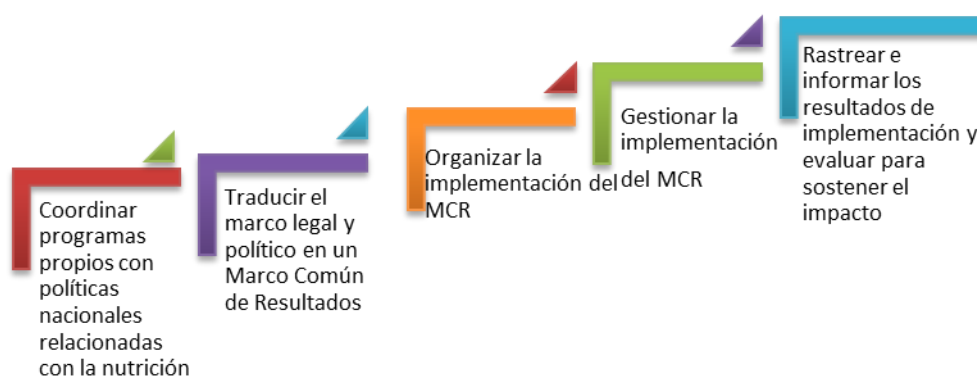 Coordinar
programas
propios con
políticas
nacionales
relacionadas
con la nutrición
Traducir el
marco legal y
político en un
Marco Común
de Resultados
Organizar la
implementación del
MCR
Gestionar la
implementación
del MCR
Rastrear e
informar los
resultados de
implementación y
evaluar para
sostener el
impacto